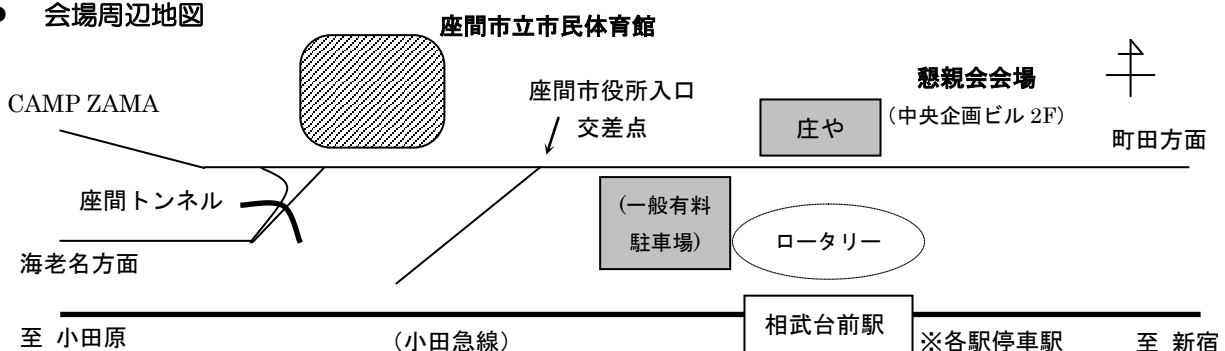 ● 会場周辺地図
座間市立市民体育館
CAMP ZAMA
座間市役所入口
交差点
懇親会会場
庄や
(中央企画ビル 2F)
町田方面
座間トンネル
(一般有料
駐車場)
ロータリー
海老名方面
相武台前駅
至 小田原
(小田急線)
※各駅停車駅
至 新宿